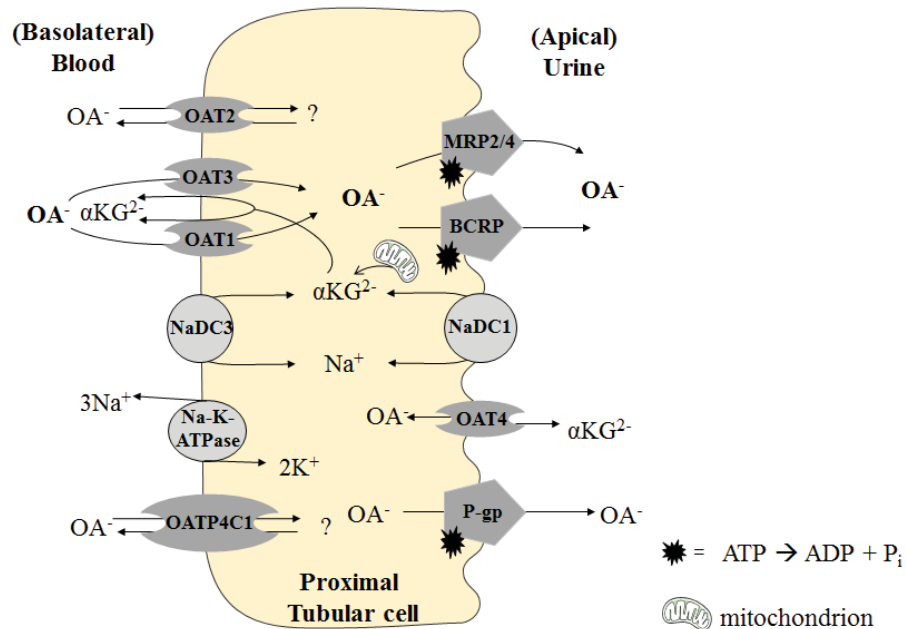 (Basolateral)
Blood
(Apical)
Urine
OA⁻
OAT2
?
MRP2/4
OAT3
OA⁻
αKG²⁻
OA⁻
OA⁻
OAT1
BCRP
αKG²⁻
NaDC3
NaDC1
Na⁺
3Na⁺
Na-K-
ATPase
2K⁺
OA⁻
OAT4
αKG²⁻
OA⁻
OATP4C1
?
OA⁻
P-gp
OA⁻
Proximal
Tubular cell
= ATP → ADP + Pᵢ
mitochondrion